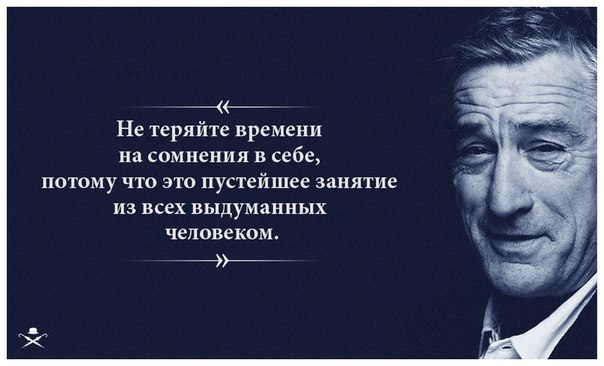 «
Не теряйте времени
на сомнения в себе,
потому что это пустейшее занятие
из всех выдуманных
человеком.
»